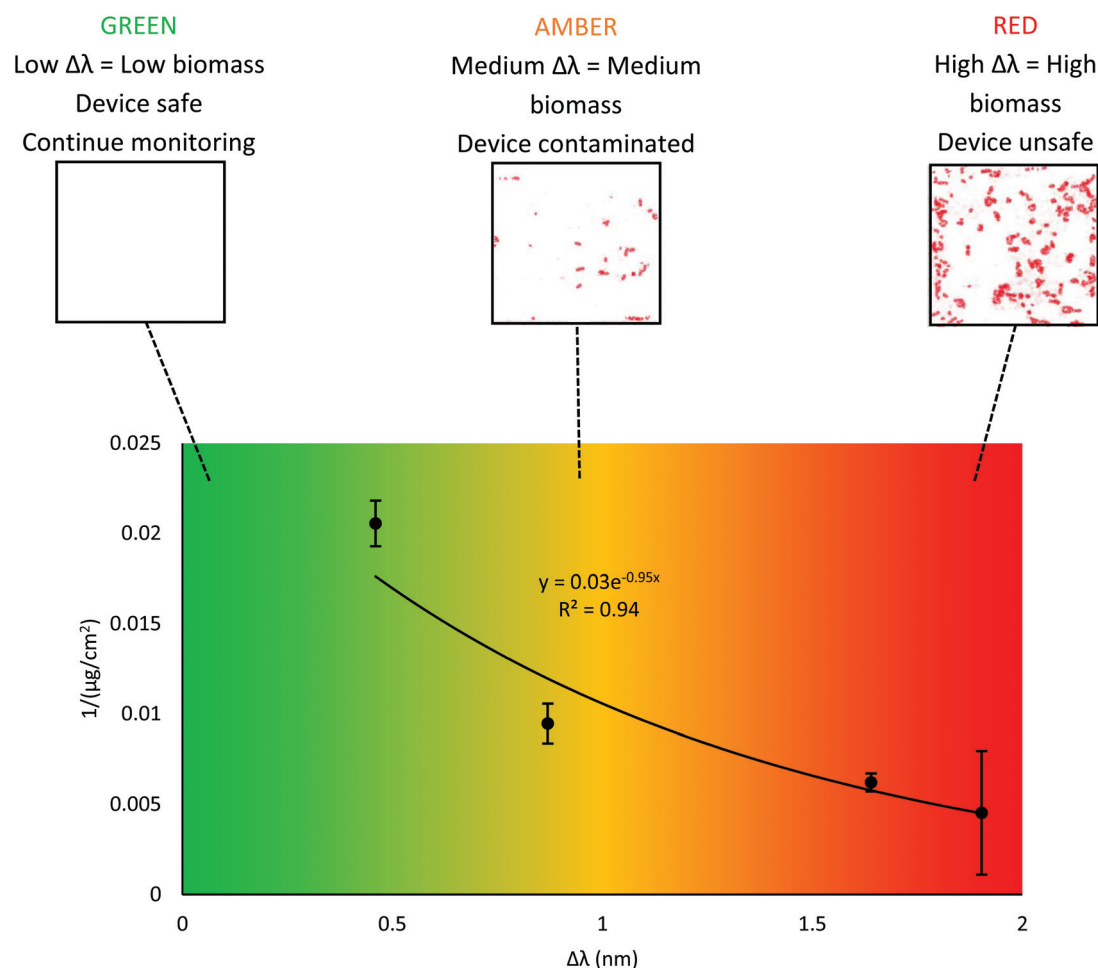 GREEN
Low Δλ = Low biomass
Device safe
Continue monitoring
AMBER
Medium Δλ = Medium
biomass
Device contaminated
RED
High Δλ = High
biomass
Device unsafe
0.025
0.02
0.015
0.01
0.005
0
1/(µg/cm²)
y = 0.03e^-0.95x
R² = 0.94
0 0.5 1 1.5 2
Δλ (nm)